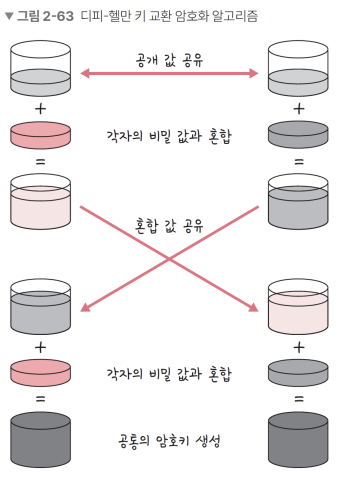 ▼ 그림 2-63 디피-헬만 키 교환 암호화 알고리즘
공개 값 공유
+ +
각자의 비밀 값과 혼합
= =
혼합 값 공유
+ +
각자의 비밀 값과 혼합
= =
공통의 암호키 생성